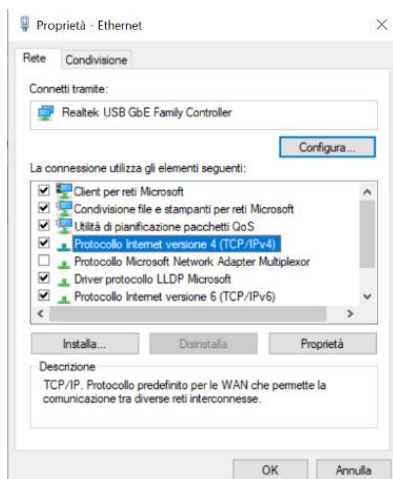 Proprietà - Ethernet
Rete Condivisione
Connetti tramite:
Realtek USB GbE Family Controller
Configura...
La connessione utilizza gli elementi seguenti:
Client per reti Microsoft
Condivisione file e stampanti per reti Microsoft
Utilità di pianificazione pacchetti QoS
Protocollo Internet versione 4 (TCP/IPv4)
Protocollo Microsoft Network Adapter Multiplexor
Driver protocollo LLDP Microsoft
Protocollo Internet versione 6 (TCP/IPv6)
Installa... Disinstalla Proprietà
Descrizione
TCP/IP. Protocollo predefinito per le WAN che permette la
comunicazione tra diverse reti interconnesse.
OK Annulla